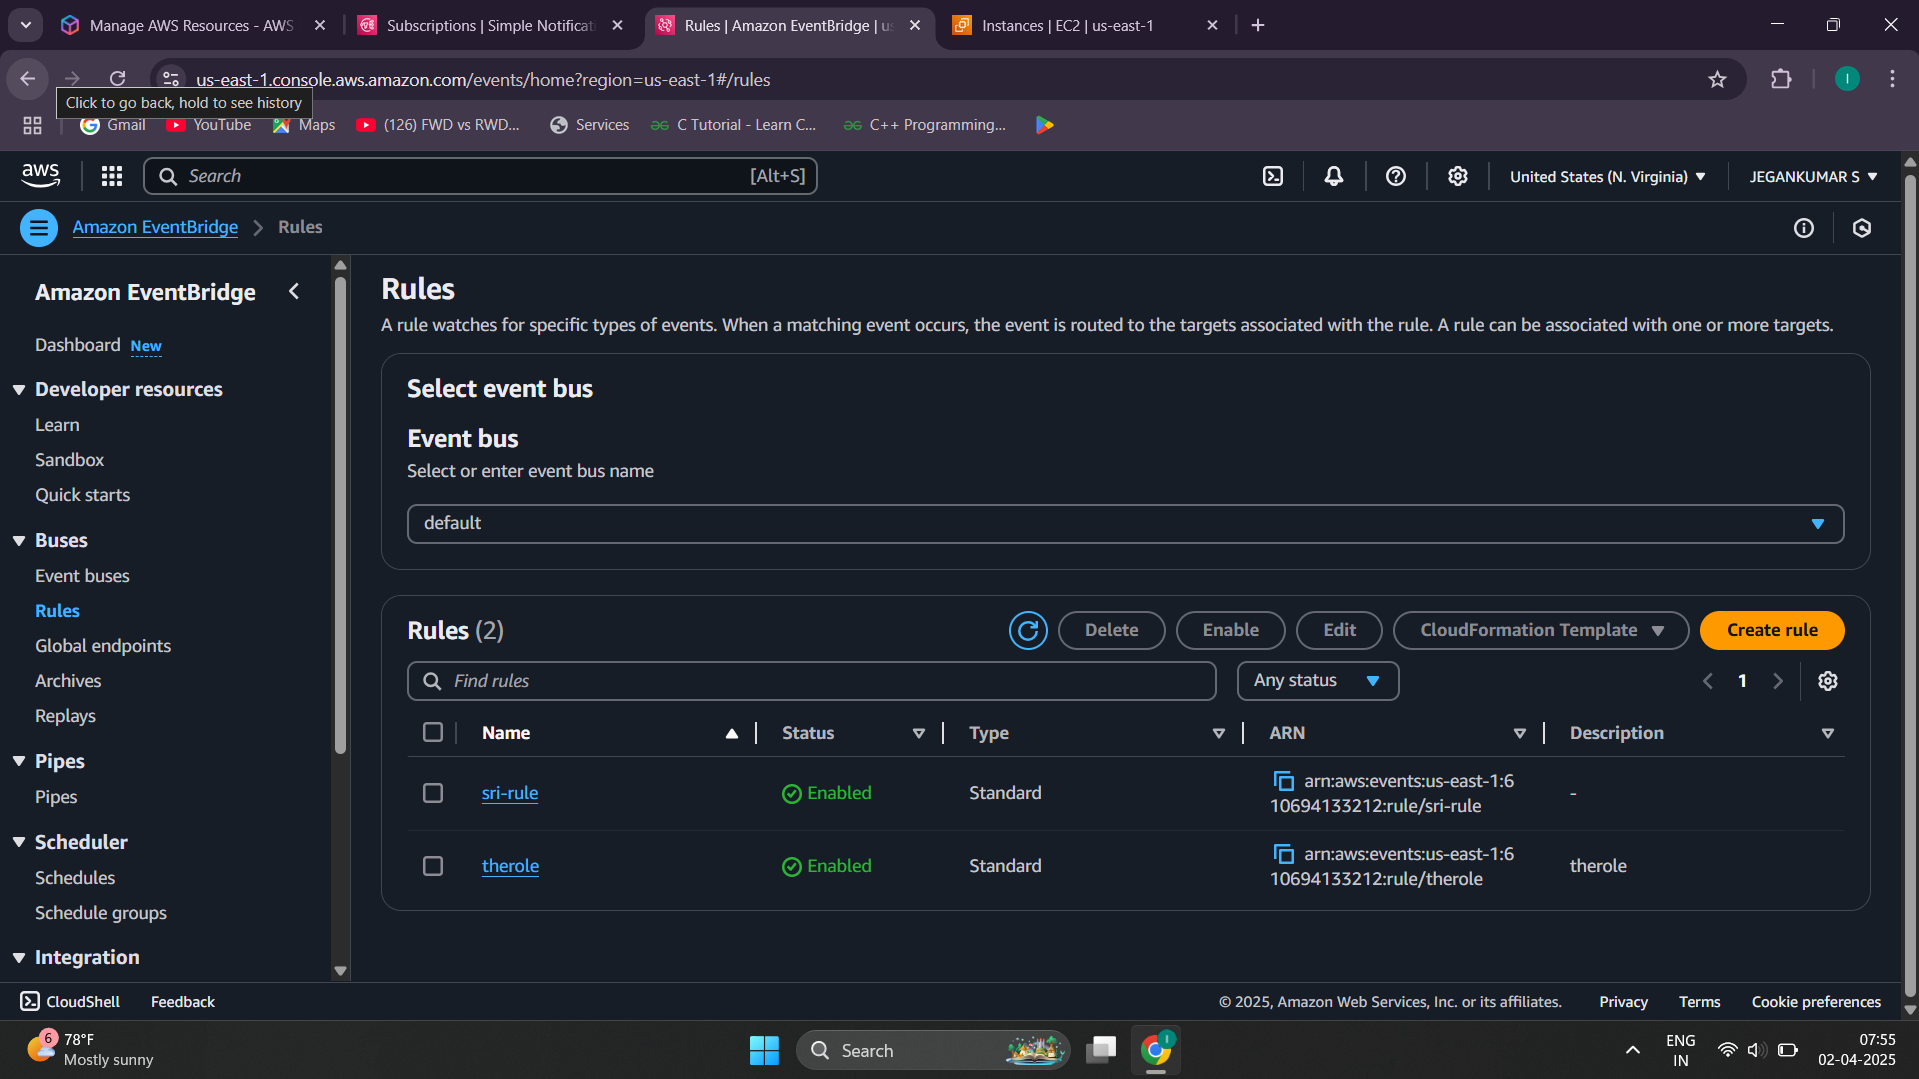 Manage AWS Resources - AWS
Subscriptions | Simple Notificati
Rules | Amazon EventBridge | us
Instances | EC2 | us-east-1
us-east-1.console.aws.amazon.com/events/home?region=us-east-1#/rules
I
Click to go back, hold to see history
Gmail
YouTube
Maps
(126) FWD vs RWD...
Services
C Tutorial - Learn C...
C++ Programming...
aws
Search
[Alt+S]
United States (N. Virginia)
JEGANKUMAR S
Amazon EventBridge
Rules
Amazon EventBridge
Dashboard New
Developer resources
Learn
Sandbox
Quick starts
Buses
Event buses
Rules
Global endpoints
Archives
Replays
Pipes
Pipes
Scheduler
Schedules
Schedule groups
Integration
Rules
A rule watches for specific types of events. When a matching event occurs, the event is routed to the targets associated with the rule. A rule can be associated with one or more targets.
Select event bus
Event bus
Select or enter event bus name
default
Rules (2)
Delete
Enable
Edit
CloudFormation Template
Create rule
Find rules
Any status
1
Name
Status
Type
ARN
Description
sri-rule
Enabled
Standard
arn:aws:events:us-east-1:6
10694133212:rule/sri-rule
-
therole
Enabled
Standard
arn:aws:events:us-east-1:6
10694133212:rule/therole
therole
CloudShell
Feedback
© 2025, Amazon Web Services, Inc. or its affiliates.
Privacy
Terms
Cookie preferences
6
78°F
Mostly sunny
Search
I
ENG
IN
07:55
02-04-2025